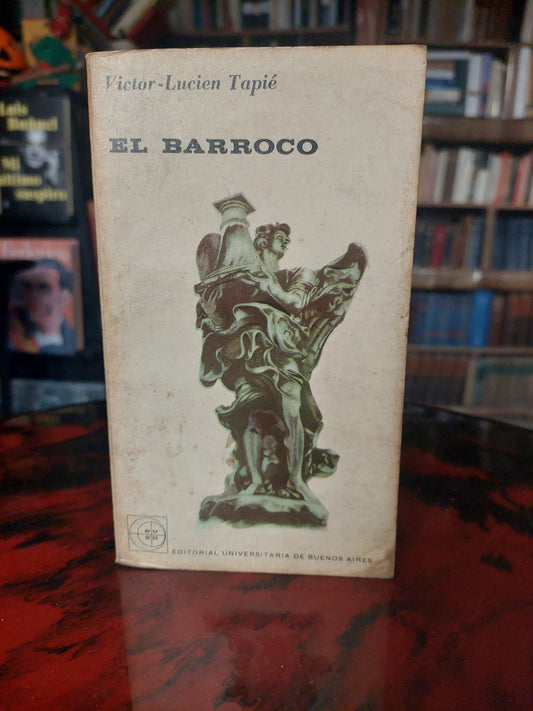 Victor-Lucien Tapié
EL BARROCO
EDITORIAL UNIVERSITARIA DE BUENOS AIRES
Luis
Buñuel
Mi
último
suspiro